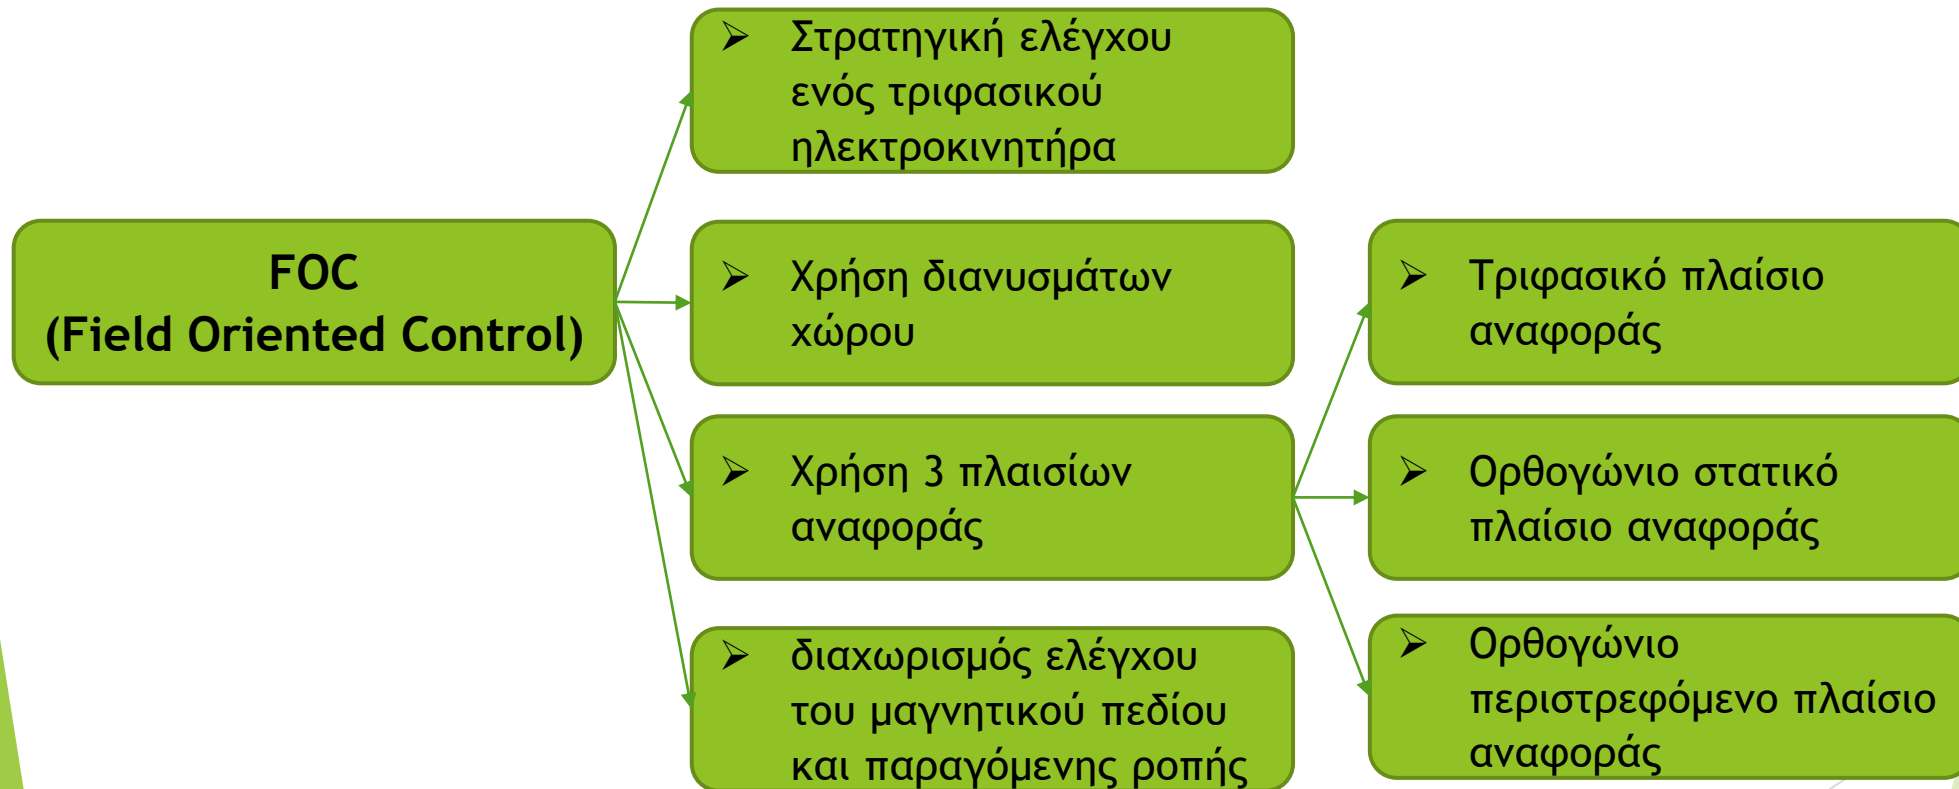 Στρατηγική ελέγχου
ενός τριφασικού
ηλεκτροκινητήρα
FOC
(Field Oriented Control)
Χρήση διανυσμάτων
χώρου
Τριφασικό πλαίσιο
αναφοράς
Χρήση 3 πλαισίων
αναφοράς
Ορθογώνιο στατικό
πλαίσιο αναφοράς
διαχωρισμός ελέγχου
του μαγνητικού πεδίου
και παραγόμενης ροπής
Ορθογώνιο
περιστρεφόμενο πλαίσιο
αναφοράς